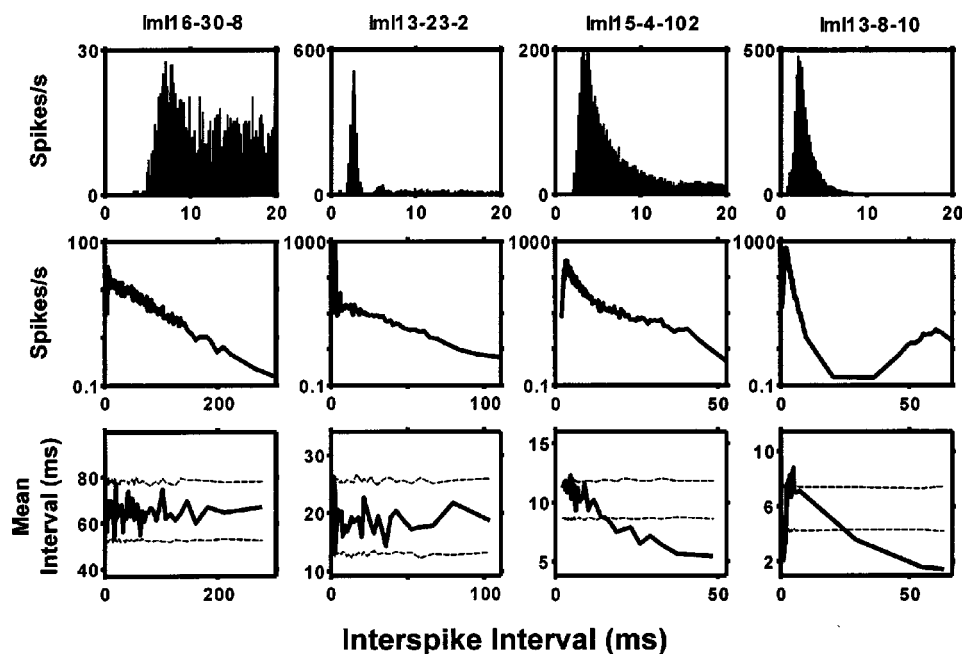 lml16-30-8 lml13-23-2 lml15-4-102 lml13-8-10
Spikes/s
30 600 200 500
0 0 0 0
0 10 20 0 10 20 0 10 20 0 10 20
Spikes/s
100 1000 1000 1000
0.1 0.1 0.1 0.1
0 200 0 100 0 50 0 50
Mean
Interval (ms)
80 60 40
30 20 10
15 10 5
10 6 2
0 200 0 100 0 50 0 50
Interspike Interval (ms)